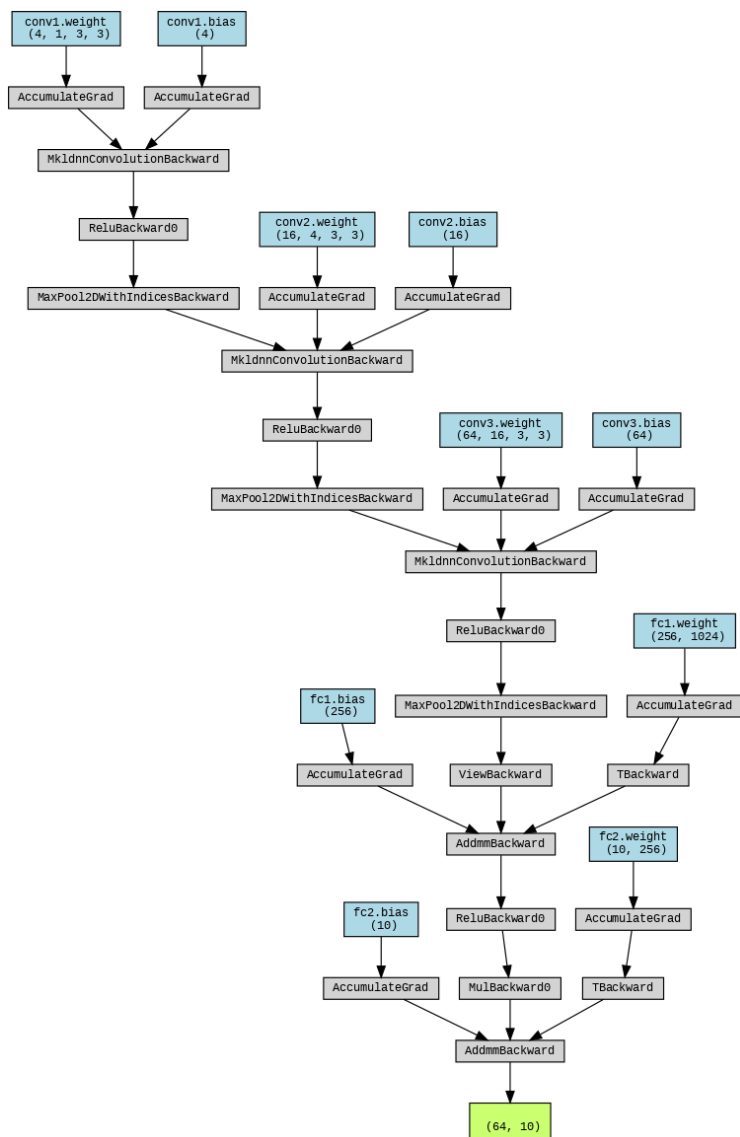 conv1.weight
(4, 1, 3, 3)
conv1.bias
(4)
AccumulateGrad
AccumulateGrad
MkldnnConvolutionBackward
ReluBackward0
conv2.weight
(16, 4, 3, 3)
conv2.bias
(16)
MaxPool2DWithIndicesBackward
AccumulateGrad
AccumulateGrad
MkldnnConvolutionBackward
ReluBackward0
conv3.weight
(64, 16, 3, 3)
conv3.bias
(64)
MaxPool2DWithIndicesBackward
AccumulateGrad
AccumulateGrad
MkldnnConvolutionBackward
ReluBackward0
fc1.weight
(256, 1024)
fc1.bias
(256)
MaxPool2DWithIndicesBackward
AccumulateGrad
AccumulateGrad
ViewBackward
TBackward
AddmmBackward
fc2.weight
(10, 256)
fc2.bias
(10)
ReluBackward0
AccumulateGrad
AccumulateGrad
MulBackward0
TBackward
AddmmBackward
(64, 10)